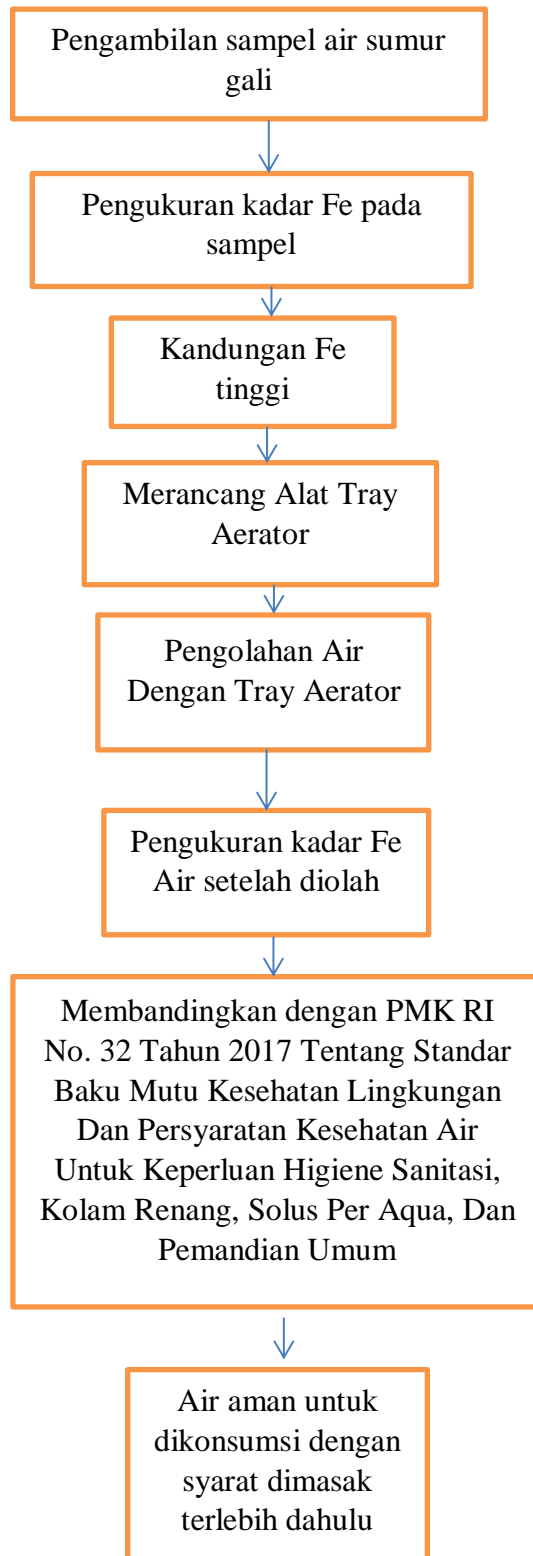 Pengambilan sampel air sumur
gali
Pengukuran kadar Fe pada
sampel
Kandungan Fe
tinggi
Merancang Alat Tray
Aerator
Pengolahan Air
Dengan Tray Aerator
Pengukuran kadar Fe
Air setelah diolah
Membandingkan dengan PMK RI
No. 32 Tahun 2017 Tentang Standar
Baku Mutu Kesehatan Lingkungan
Dan Persyaratan Kesehatan Air
Untuk Keperluan Higiene Sanitasi,
Kolam Renang, Solus Per Aqua, Dan
Pemandian Umum
Air aman untuk
dikonsumsi dengan
syarat dimasak
terlebih dahulu